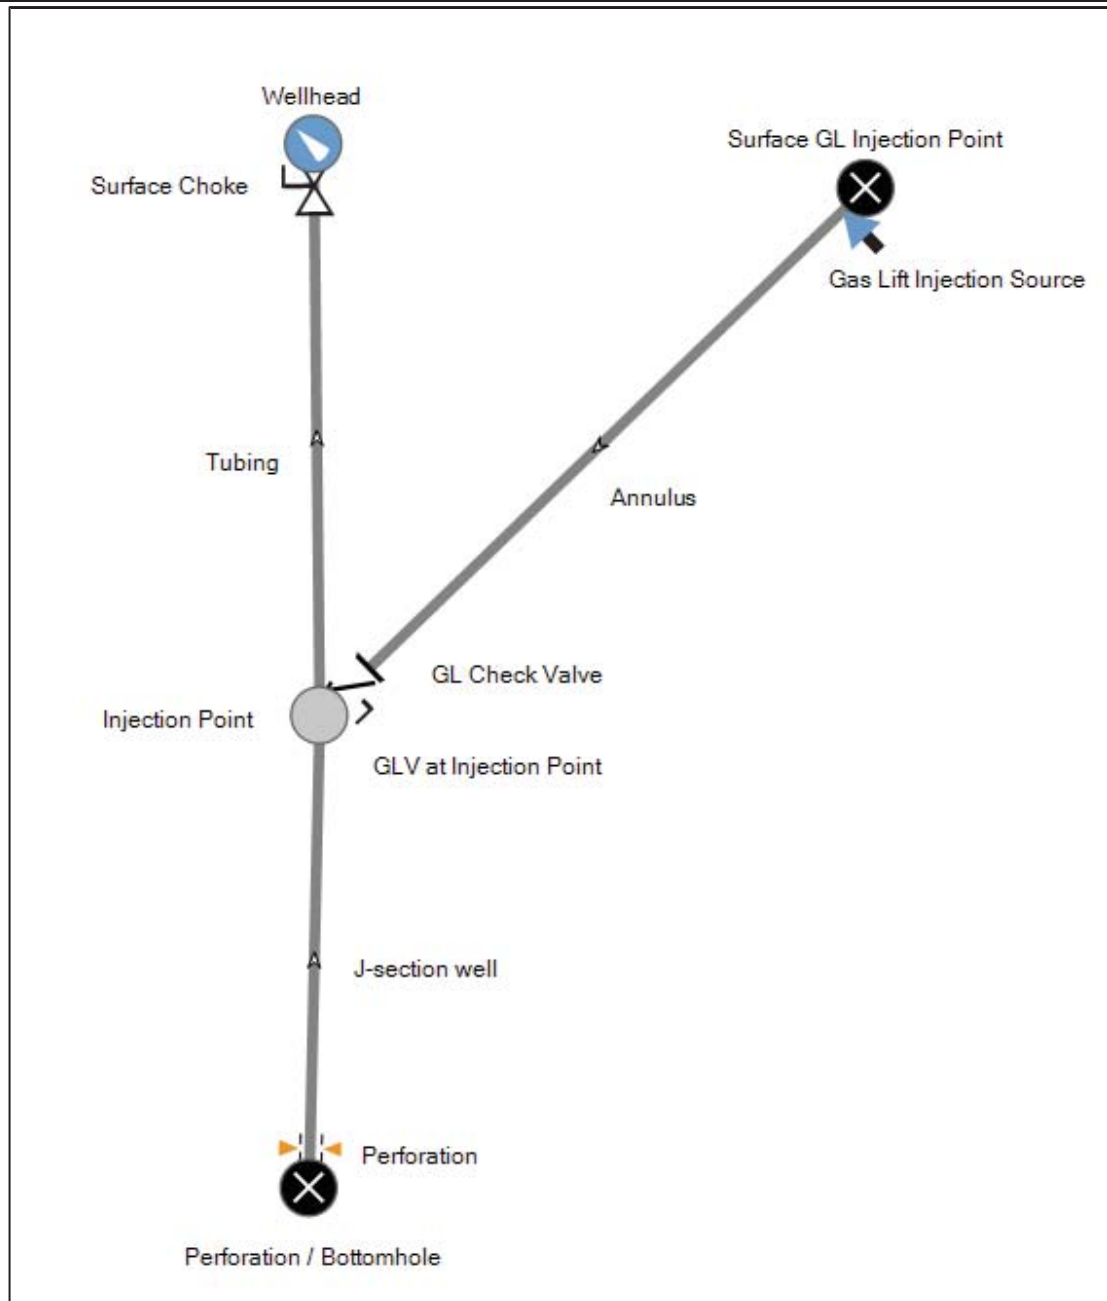 Wellhead
Surface GL Injection Point
Surface Choke
Gas Lift Injection Source
Tubing
Annulus
GL Check Valve
Injection Point
GLV at Injection Point
J-section well
Perforation
Perforation / Bottomhole